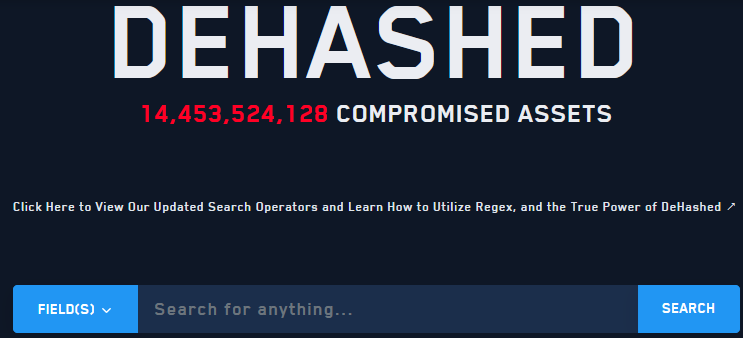 DEHASHED
14,453,524,128 COMPROMISED ASSETS
Click Here to View Our Updated Search Operators and Learn How to Utilize Regex, and the True Power of DeHashed ↗
FIELD(S) Search for anything... SEARCH